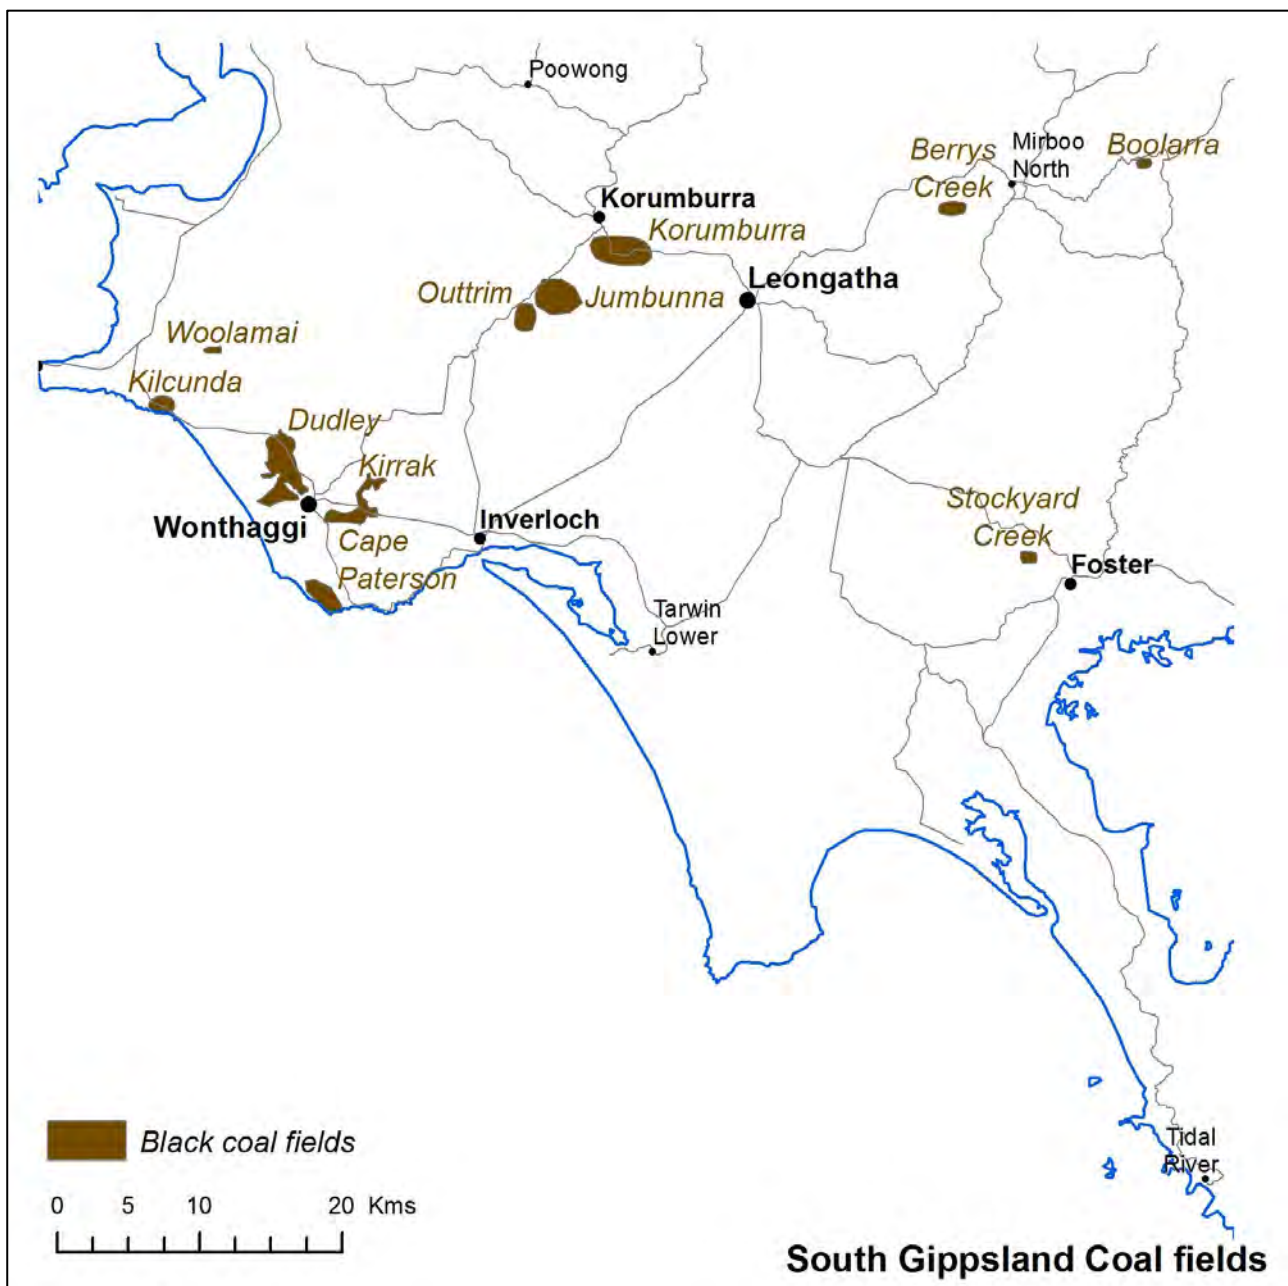 Poowong
Berrys
Creek
Mirboo
North
Boolarra
Korumburra
Korumburra
Leongatha
Outtrim
Jumbunna
Woolamai
Kilcunda
Dudley
Kirrak
Wonthaggi
Inverloch
Cape
Paterson
Stockyard
Creek
Foster
Tarwin
Lower
Tidal
River
Black coal fields
0 5 10 20 Kms
South Gippsland Coal fields